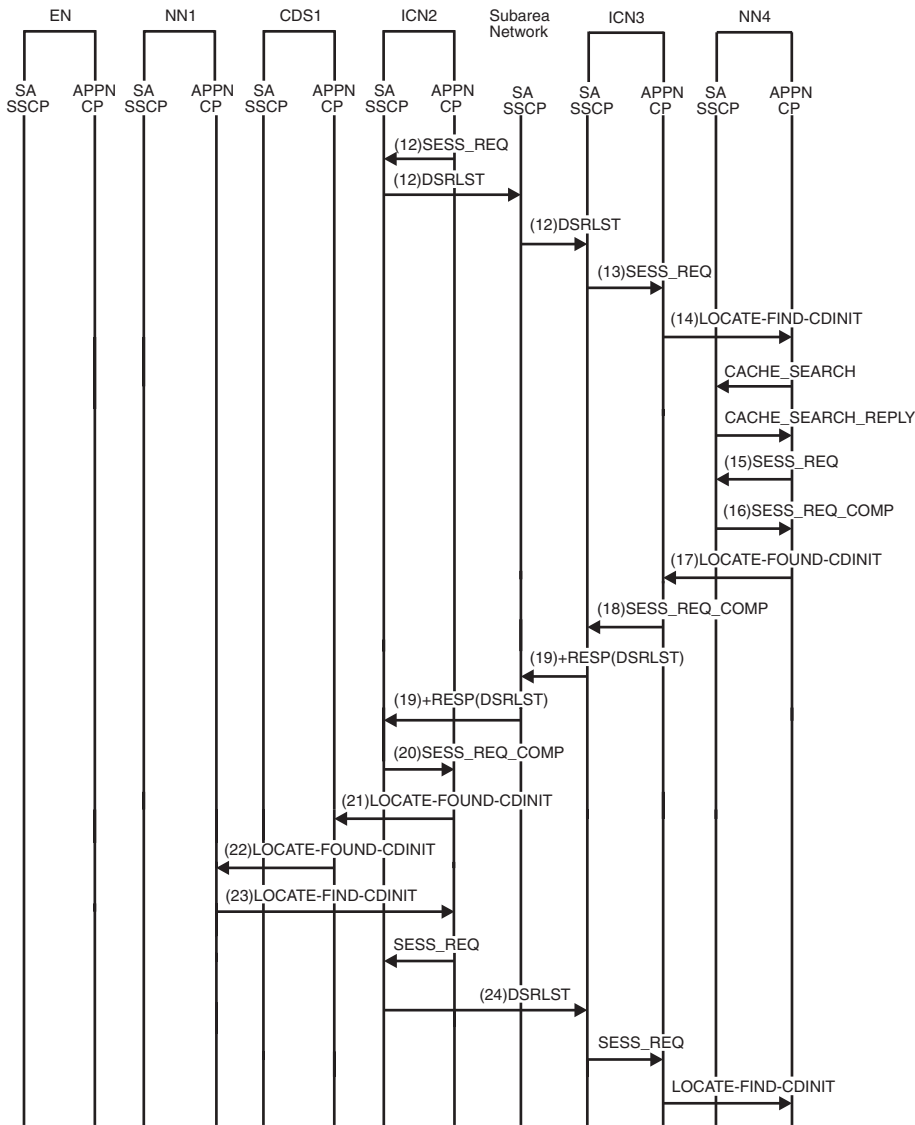 EN NN1 CDS1 ICN2 Subarea Network ICN3 NN4
SA SSCP APPN CP SA SSCP APPN CP SA SSCP APPN CP SA SSCP APPN CP SA SSCP SA SSCP APPN CP SA SSCP APPN CP
(12)SESS_REQ
(12)DSRLST
(12)DSRLST
(13)SESS_REQ
(14)LOCATE-FIND-CDINIT
CACHE_SEARCH
CACHE_SEARCH_REPLY
(15)SESS_REQ
(16)SESS_REQ_COMP
(17)LOCATE-FOUND-CDINIT
(18)SESS_REQ_COMP
(19)+RESP(DSRLST)
(19)+RESP(DSRLST)
(20)SESS_REQ_COMP
(21)LOCATE-FOUND-CDINIT
(22)LOCATE-FOUND-CDINIT
(23)LOCATE-FIND-CDINIT
SESS_REQ
(24)DSRLST
SESS_REQ
LOCATE-FIND-CDINIT